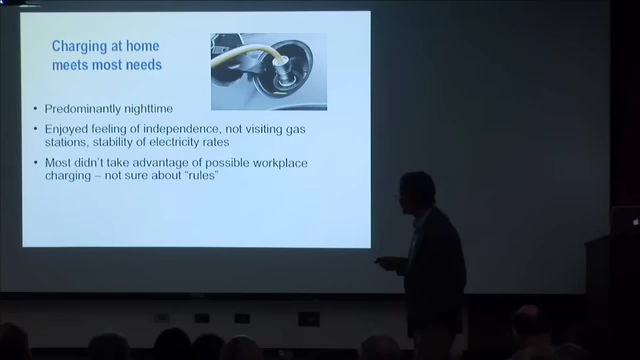 Charging at home
meets most needs
• Predominantly nighttime
• Enjoyed feeling of independence, not visiting gas
stations, stability of electricity rates
• Most didn't take advantage of possible workplace
charging – not sure about "rules"